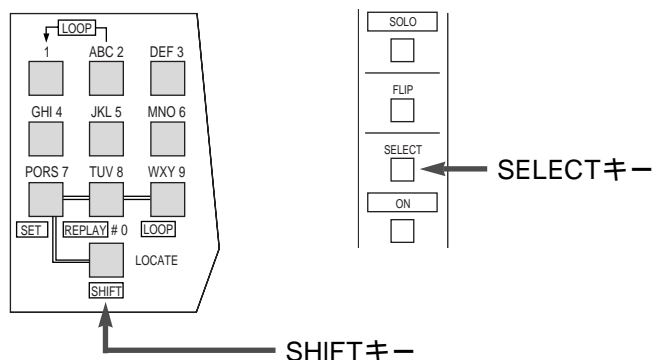 LOOP
1 ABC 2 DEF 3
GHI 4 JKL 5 MNO 6
PORS 7 TUV 8 WXY 9
SET REPLAY # 0 LOOP
LOCATE
SHIFT
SHIFTキー
SOLO
FLIP
SELECT
SELECTキー
ON